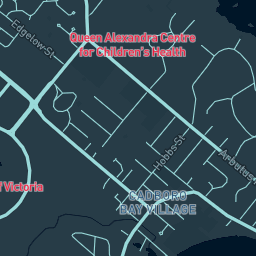 Edgelow St
Queen Alexandra Centre
for Children's Health
Hobbs St
Arbutus
f Victoria
CADBORO
BAY VILLAGE